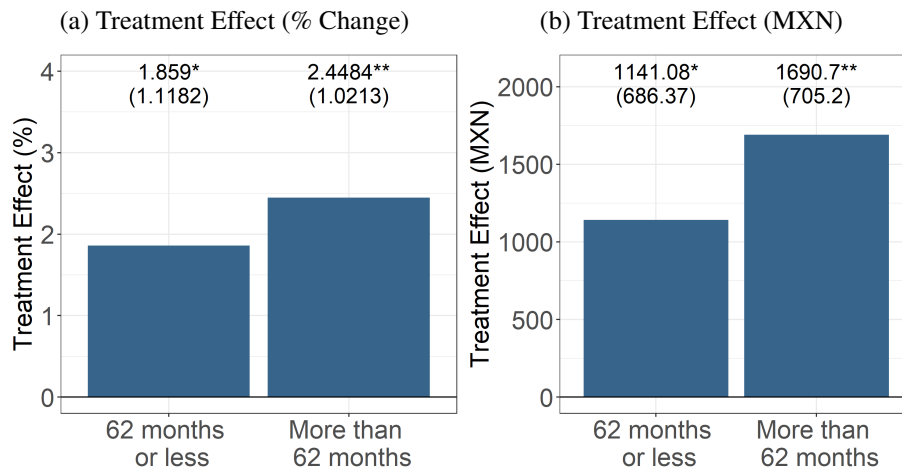 (a) Treatment Effect (% Change)
Treatment Effect (%)
4
3
2
1
0
1.859*
(1.1182)
2.4484**
(1.0213)
62 months
or less
More than
62 months
(b) Treatment Effect (MXN)
Treatment Effect (MXN)
2000
1500
1000
500
0
1141.08*
(686.37)
1690.7**
(705.2)
62 months
or less
More than
62 months